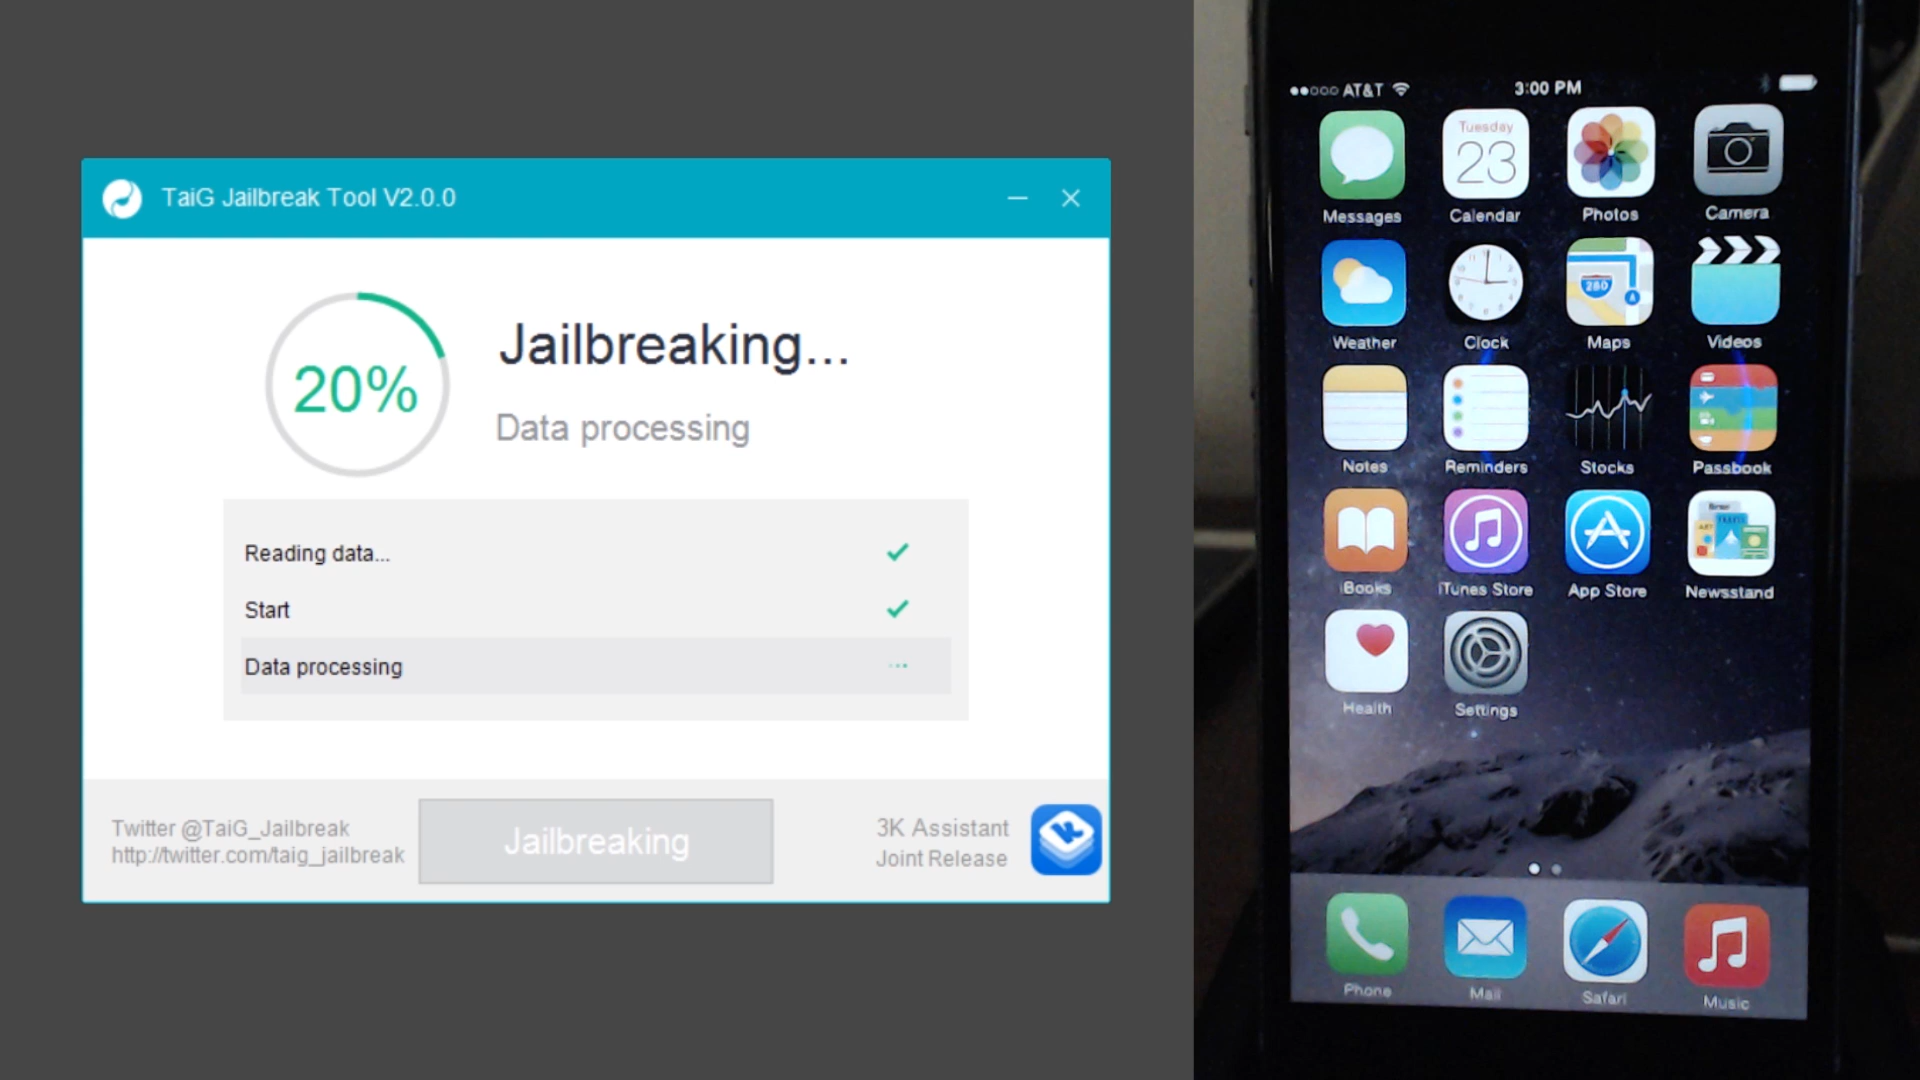 TaiG Jailbreak Tool V2.0.0
20%
Jailbreaking...
Data processing
Reading data...
Start
Data processing
Twitter @TaiG_Jailbreak
http://twitter.com/taig_jailbreak
Jailbreaking
3K Assistant
Joint Release
AT&T 3:00 PM
Tuesday
23
Messages Calendar Photos Camera
280
Weather Clock Maps Videos
Notes Reminders Stocks Passbook
iBooks iTunes Store App Store Newsstand
Health Settings
Phone Mail Safari Music